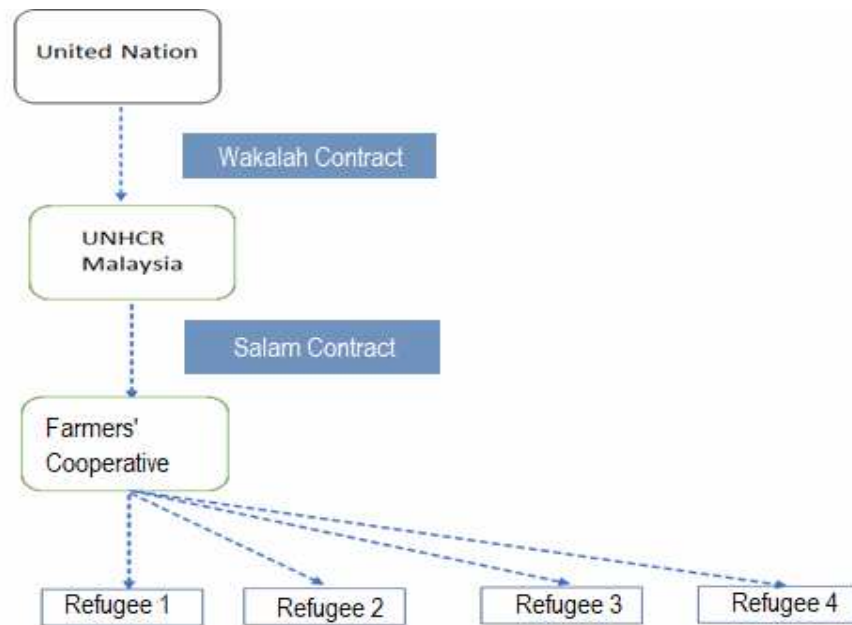 United Nation
Wakalah Contract
UNHCR
Malaysia
Salam Contract
Farmers'
Cooperative
Refugee 1
Refugee 2
Refugee 3
Refugee 4